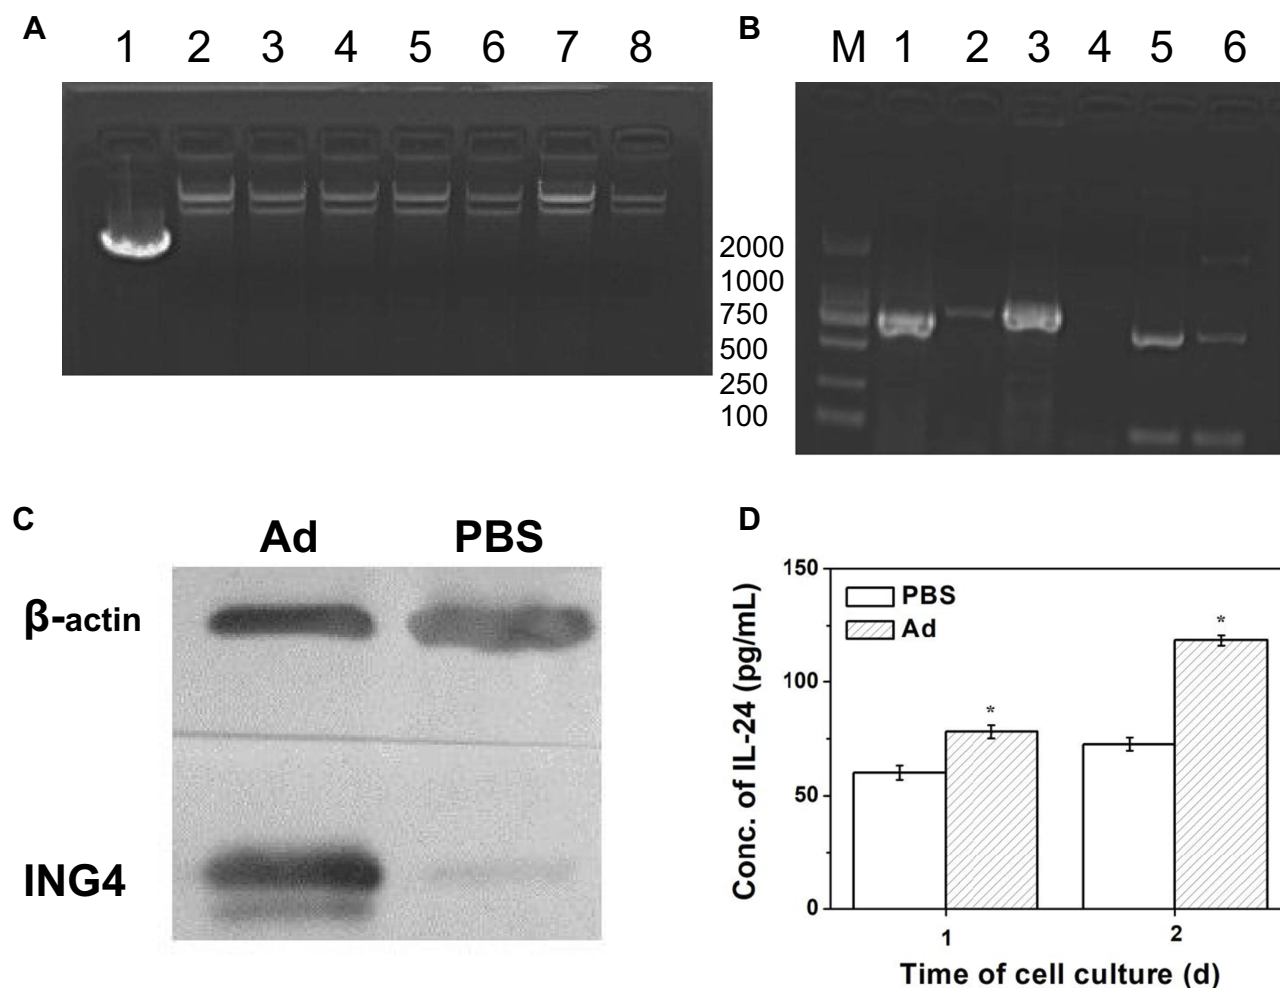 A
1 2 3 4 5 6 7 8
B
M 1 2 3 4 5 6
2000
1000
750
500
250
100
C
Ad PBS
β-actin
ING4
D
Conc. of IL-24 (pg/mL)
150
100
50
0
PBS
Ad
*
*
1 2
Time of cell culture (d)